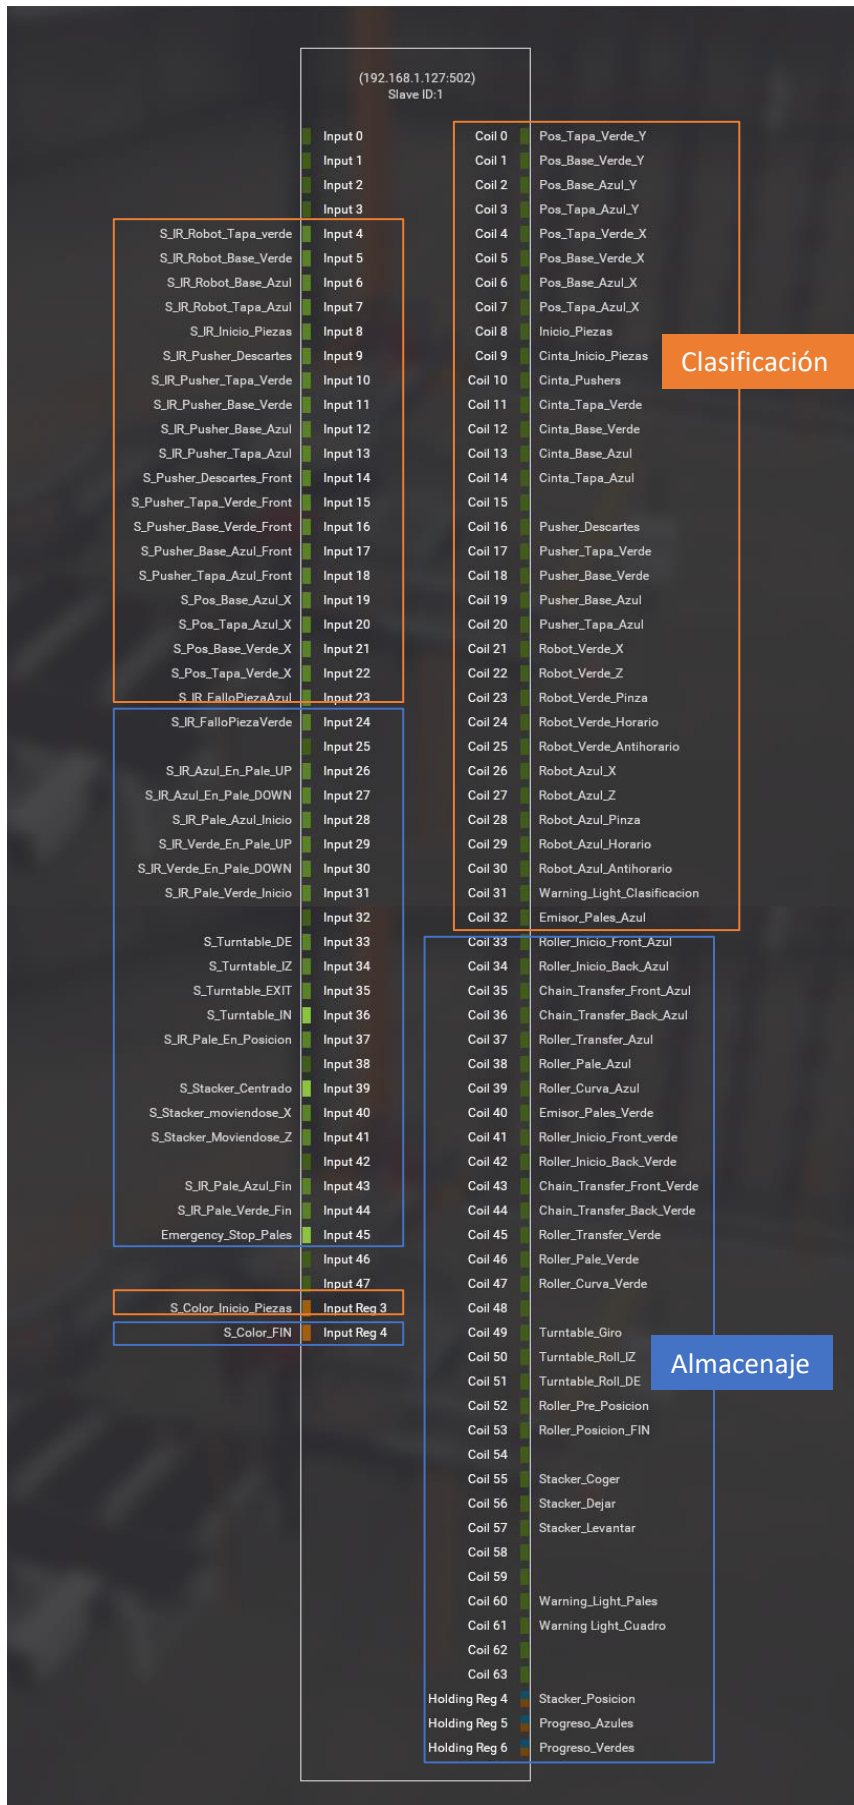 (192.168.1.127:502)
Slave ID:1
Input 0 Coil 0 Pos_Tapa_Verde_Y
Input 1 Coil 1 Pos_Base_Verde_Y
Input 2 Coil 2 Pos_Base_Azul_Y
Input 3 Coil 3 Pos_Tapa_Azul_Y
S_IR_Robot_Tapa_verde Input 4 Coil 4 Pos_Tapa_Verde_X
S_IR_Robot_Base_Verde Input 5 Coil 5 Pos_Base_Verde_X
S_IR_Robot_Base_Azul Input 6 Coil 6 Pos_Base_Azul_X
S_IR_Robot_Tapa_Azul Input 7 Coil 7 Pos_Tapa_Azul_X
S_IR_Inicio_Piezas Input 8 Coil 8 Inicio_Piezas
S_IR_Pusher_Descartes Input 9 Coil 9 Cinta_Inicio_Piezas
Clasificación
S_IR_Pusher_Tapa_Verde Input 10 Coil 10 Cinta_Pushers
S_IR_Pusher_Base_Verde Input 11 Coil 11 Cinta_Tapa_Verde
S_IR_Pusher_Base_Azul Input 12 Coil 12 Cinta_Base_Verde
S_IR_Pusher_Tapa_Azul Input 13 Coil 13 Cinta_Base_Azul
S_Pusher_Descartes_Front Input 14 Coil 14 Cinta_Tapa_Azul
S_Pusher_Tapa_Verde_Front Input 15 Coil 15
S_Pusher_Base_Verde_Front Input 16 Coil 16 Pusher_Descartes
S_Pusher_Base_Azul_Front Input 17 Coil 17 Pusher_Tapa_Verde
S_Pusher_Tapa_Azul_Front Input 18 Coil 18 Pusher_Base_Verde
S_Pos_Base_Azul_X Input 19 Coil 19 Pusher_Base_Azul
S_Pos_Tapa_Azul_X Input 20 Coil 20 Pusher_Tapa_Azul
S_Pos_Base_Verde_X Input 21 Coil 21 Robot_Verde_X
S_Pos_Tapa_Verde_X Input 22 Coil 22 Robot_Verde_Z
S_IR_FalloPiezaAzul Input 23 Coil 23 Robot_Verde_Pinza
S_IR_FalloPiezaVerde Input 24 Coil 24 Robot_Verde_Horario
Input 25 Coil 25 Robot_Verde_Antihorario
S_IR_Azul_En_Pale_UP Input 26 Coil 26 Robot_Azul_X
S_IR_Azul_En_Pale_DOWN Input 27 Coil 27 Robot_Azul_Z
S_IR_Pale_Azul_Inicio Input 28 Coil 28 Robot_Azul_Pinza
S_IR_Verde_En_Pale_UP Input 29 Coil 29 Robot_Azul_Horario
S_IR_Verde_En_Pale_DOWN Input 30 Coil 30 Robot_Azul_Antihorario
S_IR_Pale_Verde_Inicio Input 31 Coil 31 Warning_Light_Clasificacion
Input 32 Coil 32 Emisor_Pales_Azul
S_Turntable_DE Input 33 Coil 33 Roller_Inicio_Front_Azul
S_Turntable_IZ Input 34 Coil 34 Roller_Inicio_Back_Azul
S_Turntable_EXIT Input 35 Coil 35 Chain_Transfer_Front_Azul
S_Turntable_IN Input 36 Coil 36 Chain_Transfer_Back_Azul
S_IR_Pale_En_Posicion Input 37 Coil 37 Roller_Transfer_Azul
Input 38 Coil 38 Roller_Pale_Azul
S_Stacker_Centrado Input 39 Coil 39 Roller_Curva_Azul
S_Stacker_moviendose_X Input 40 Coil 40 Emisor_Pales_Verde
S_Stacker_Moviendose_Z Input 41 Coil 41 Roller_Inicio_Front_verde
Input 42 Coil 42 Roller_Inicio_Back_Verde
S_IR_Pale_Azul_Fin Input 43 Coil 43 Chain_Transfer_Front_Verde
S_IR_Pale_Verde_Fin Input 44 Coil 44 Chain_Transfer_Back_Verde
Emergency_Stop_Pales Input 45 Coil 45 Roller_Transfer_Verde
Input 46 Coil 46 Roller_Pale_Verde
Input 47 Coil 47 Roller_Curva_Verde
S_Color_Inicio_Piezas Input Reg 3 Coil 48
S_Color_FIN Input Reg 4 Coil 49 Turntable_Giro
Coil 50 Turntable_Roll_IZ
Almacenaje
Coil 51 Turntable_Roll_DE
Coil 52 Roller_Pre_Posicion
Coil 53 Roller_Posicion_FIN
Coil 54
Coil 55 Stacker_Coger
Coil 56 Stacker_Dejar
Coil 57 Stacker_Levantar
Coil 58
Coil 59
Coil 60 Warning_Light_Pales
Coil 61 Warning Light_Cuadro
Coil 62
Coil 63
Holding Reg 4 Stacker_Posicion
Holding Reg 5 Progreso_Azules
Holding Reg 6 Progreso_Verdes